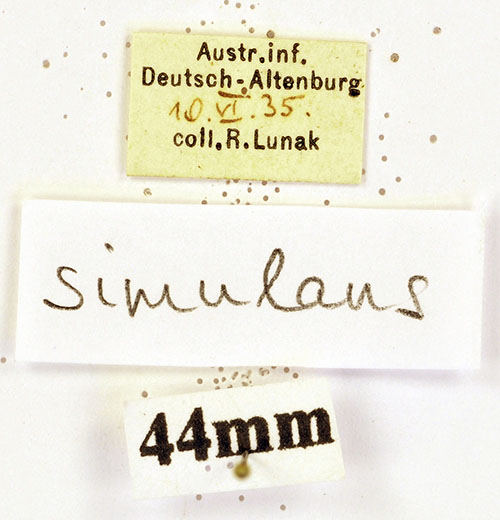 Austr.inf.
Deutsch-Altenburg
10.VI.35.
coll.R.Lunak
simulans
44mm